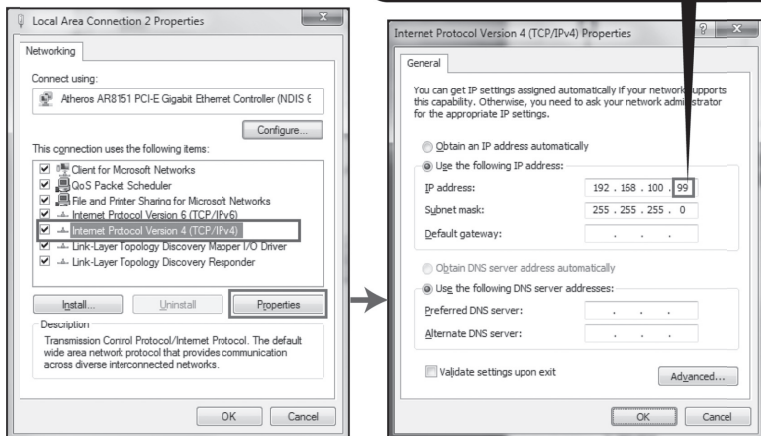 Local Area Connection 2 Properties
x
Networking
Connect using:
Atheros AR8151 PCI-E Gigabit Ethernet Controller (NDIS 6
Configure...
This connection uses the following items:
Client for Microsoft Networks
QoS Packet Scheduler
File and Printer Sharing for Microsoft Networks
Internet Protocol Version 6 (TCP/IPv6)
Internet Protocol Version 4 (TCP/IPv4)
Link-Layer Topology Discovery Mapper I/O Driver
Link-Layer Topology Discovery Responder
Install...
Uninstall
Properties
Description
Transmission Control Protocol/Internet Protocol. The default
wide area network protocol that provides communication
across diverse interconnected networks.
OK
Cancel
Internet Protocol Version 4 (TCP/IPv4) Properties
? x
General
You can get IP settings assigned automatically if your network supports
this capability. Otherwise, you need to ask your network administrator
for the appropriate IP settings.
Obtain an IP address automatically
Use the following IP address:
IP address: 192 . 168 . 100 . 99
Subnet mask: 255 . 255 . 255 . 0
Default gateway: . . .
Obtain DNS server address automatically
Use the following DNS server addresses:
Preferred DNS server: . . .
Alternate DNS server: . . .
Validate settings upon exit
Advanced...
OK
Cancel